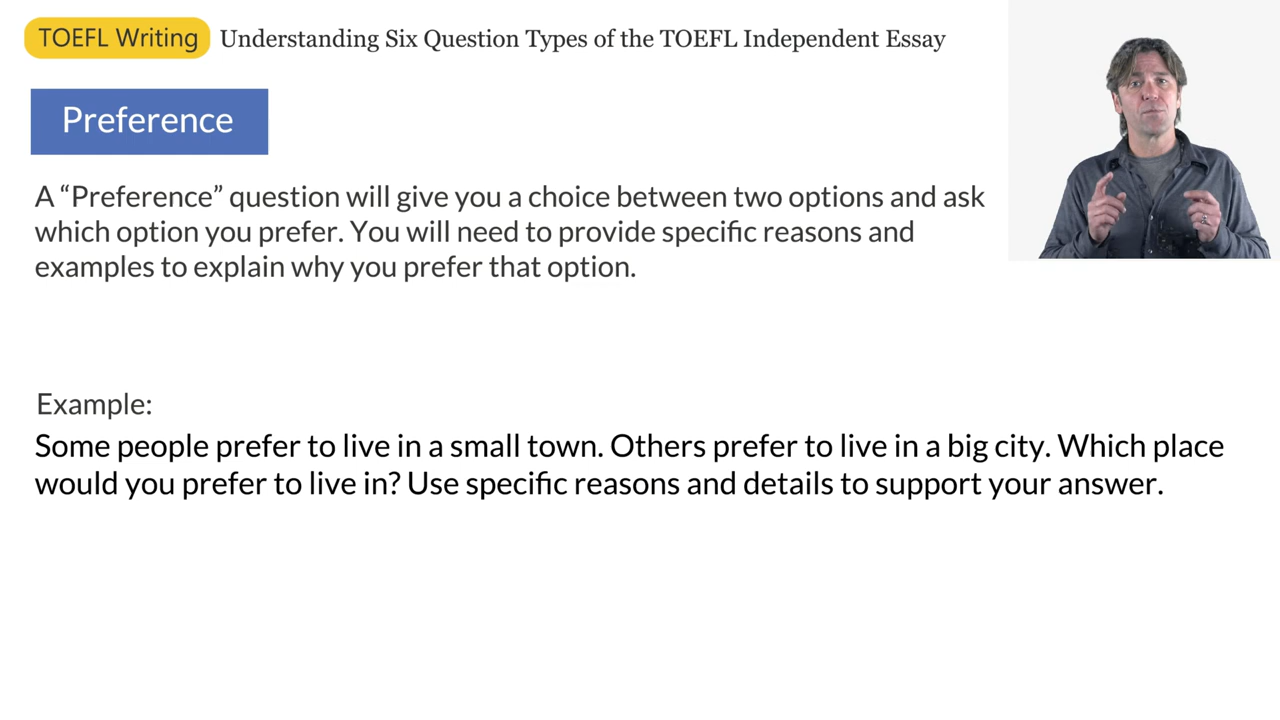 TOEFL Writing Understanding Six Question Types of the TOEFL Independent Essay
Preference
A “Preference” question will give you a choice between two options and ask
which option you prefer. You will need to provide specific reasons and
examples to explain why you prefer that option.
Example:
Some people prefer to live in a small town. Others prefer to live in a big city. Which place
would you prefer to live in? Use specific reasons and details to support your answer.